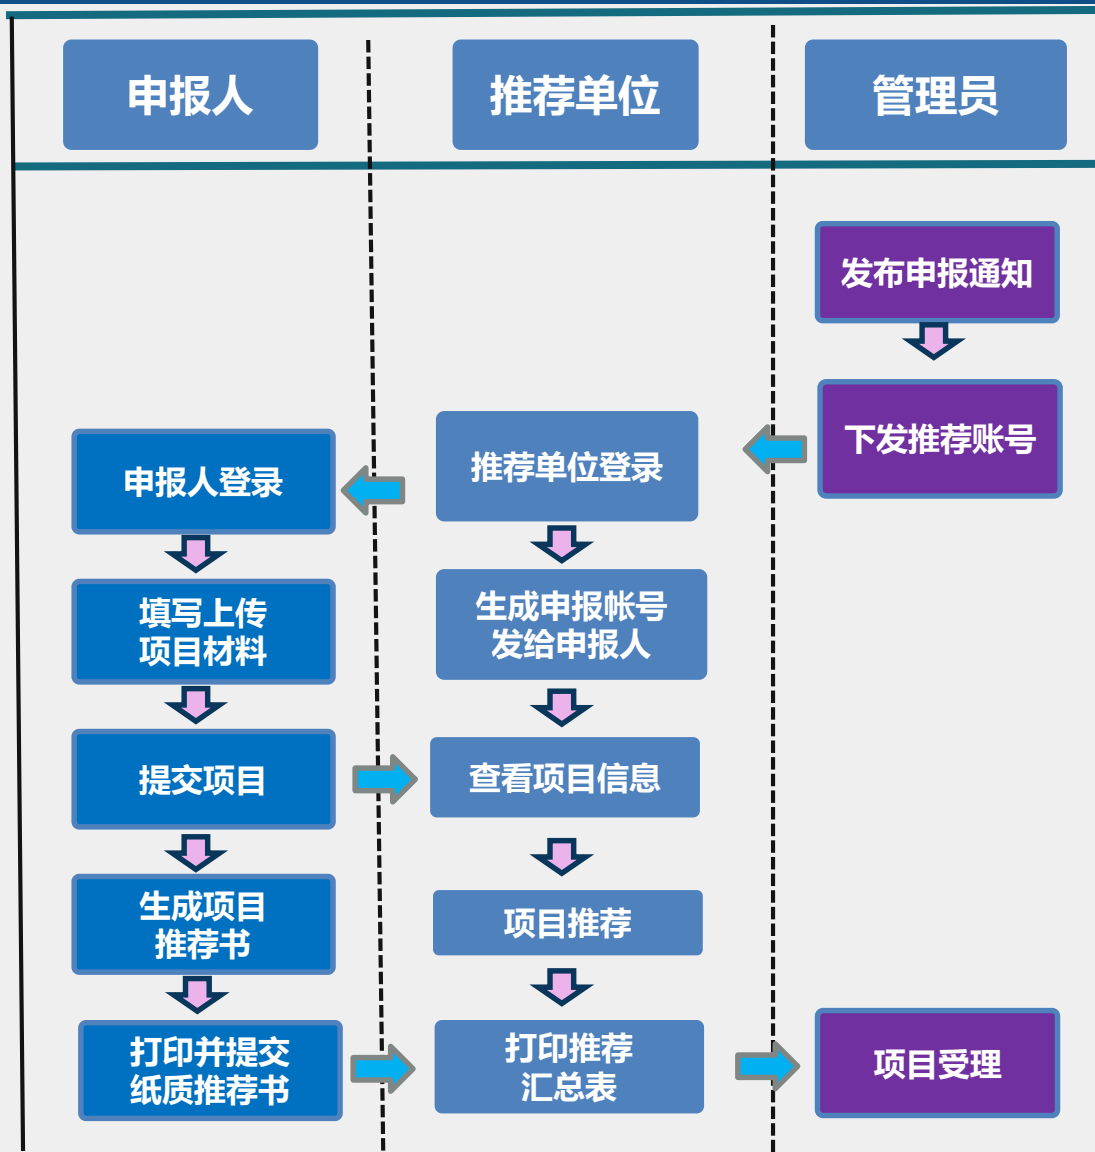 申报人
推荐单位
管理员
发布申报通知
下发推荐账号
推荐单位登录
申报人登录
生成申报帐号
发给申报人
填写上传
项目材料
提交项目
查看项目信息
生成项目
推荐书
项目推荐
打印并提交
纸质推荐书
打印推荐
汇总表
项目受理